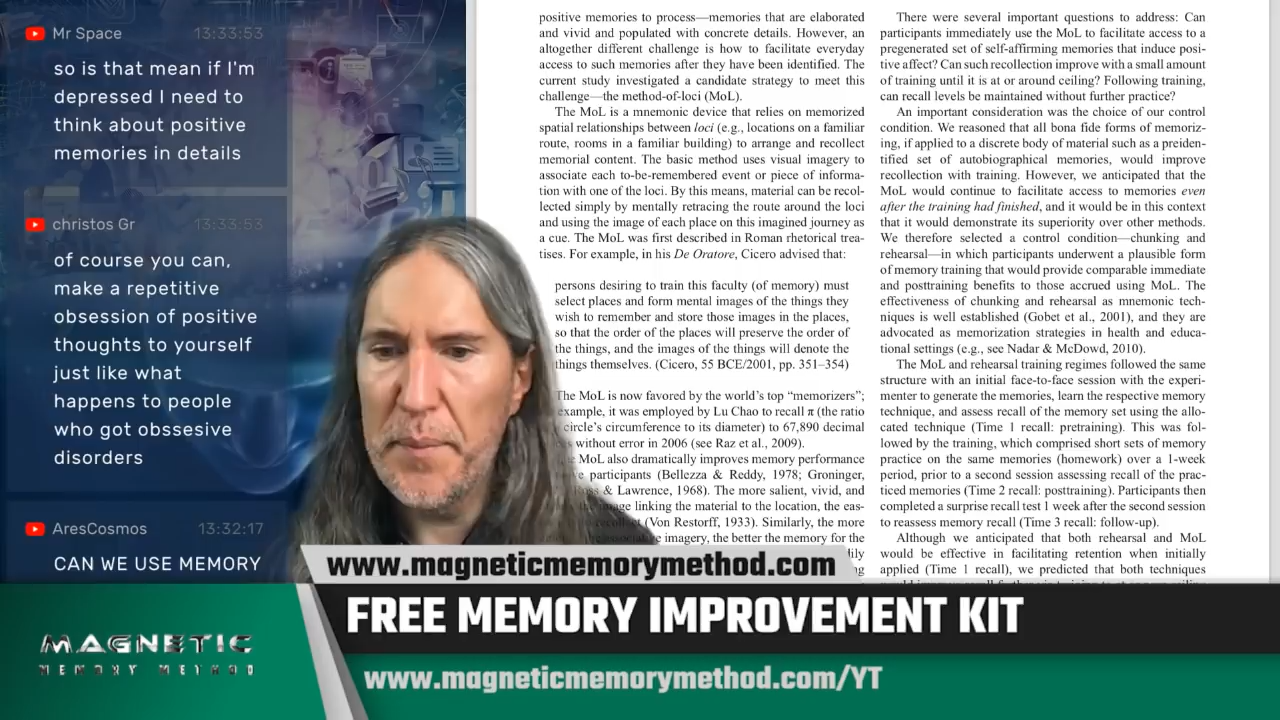 Mr Space 13:33:53
so is that mean if I'm
depressed I need to
think about positive
memories in details
christos Gr 13:33:53
of course you can,
make a repetitive
obsession of positive
thoughts to yourself
just like what
happens to people
who got obssesive
disorders
AresCosmos 13:32:17
CAN WE USE MEMORY
positive memories to process—memories that are elaborated
and vivid and populated with concrete details. However, an
altogether different challenge is how to facilitate everyday
access to such memories after they have been identified. The
current study investigated a candidate strategy to meet this
challenge—the method-of-loci (MoL).
The MoL is a mnemonic device that relies on memorized
spatial relationships between loci (e.g., locations on a familiar
route, rooms in a familiar building) to arrange and recollect
memorial content. The basic method uses visual imagery to
associate each to-be-remembered event or piece of informa-
tion with one of the loci. By this means, material can be recol-
lected simply by mentally retracing the route around the loci
and using the image of each place on this imagined journey as
a cue. The MoL was first described in Roman rhetorical trea-
tises. For example, in his De Oratore, Cicero advised that:
persons desiring to train this faculty (of memory) must
select places and form mental images of the things they
wish to remember and store those images in the places,
so that the order of the places will preserve the order of
the things, and the images of the things will denote the
things themselves. (Cicero, 55 BCE/2001, pp. 351–354)
The MoL is now favored by the world's top “memorizers”;
example, it was employed by Lu Chao to recall π (the ratio
circle's circumference to its diameter) to 67,890 decimal
without error in 2006 (see Raz et al., 2009).
MoL also dramatically improves memory performance
participants (Bellezza & Reddy, 1978; Groninger,
Ross & Lawrence, 1968). The more salient, vivid, and
image linking the material to the location, the eas-
(Von Restorff, 1933). Similarly, the more
imagery, the better the memory for the
There were several important questions to address: Can
participants immediately use the MoL to facilitate access to a
pregenerated set of self-affirming memories that induce posi-
tive affect? Can such recollection improve with a small amount
of training until it is at or around ceiling? Following training,
can recall levels be maintained without further practice?
An important consideration was the choice of our control
condition. We reasoned that all bona fide forms of memoriz-
ing, if applied to a discrete body of material such as a preiden-
tified set of autobiographical memories, would improve
recollection with training. However, we anticipated that the
MoL would continue to facilitate access to memories even
after the training had finished, and it would be in this context
that it would demonstrate its superiority over other methods.
We therefore selected a control condition—chunking and
rehearsal—in which participants underwent a plausible form
of memory training that would provide comparable immediate
and posttraining benefits to those accrued using MoL. The
effectiveness of chunking and rehearsal as mnemonic tech-
niques is well established (Gobet et al., 2001), and they are
advocated as memorization strategies in health and educa-
tional settings (e.g., see Nadar & McDowd, 2010).
The MoL and rehearsal training regimes followed the same
structure with an initial face-to-face session with the experi-
menter to generate the memories, learn the respective memory
technique, and assess recall of the memory set using the allo-
cated technique (Time 1 recall: pretraining). This was fol-
lowed by the training, which comprised short sets of memory
practice on the same memories (homework) over a 1-week
period, prior to a second session assessing recall of the prac-
ticed memories (Time 2 recall: posttraining). Participants then
completed a surprise recall test 1 week after the second session
to reassess memory recall (Time 3 recall: follow-up).
Although we anticipated that both rehearsal and MoL
would be effective in facilitating retention when initially
applied (Time 1 recall), we predicted that both techniques
www.magneticmemorymethod.com
FREE MEMORY IMPROVEMENT KIT
www.magneticmemorymethod.com/YT
MAGNETIC
MEMORY METHOD